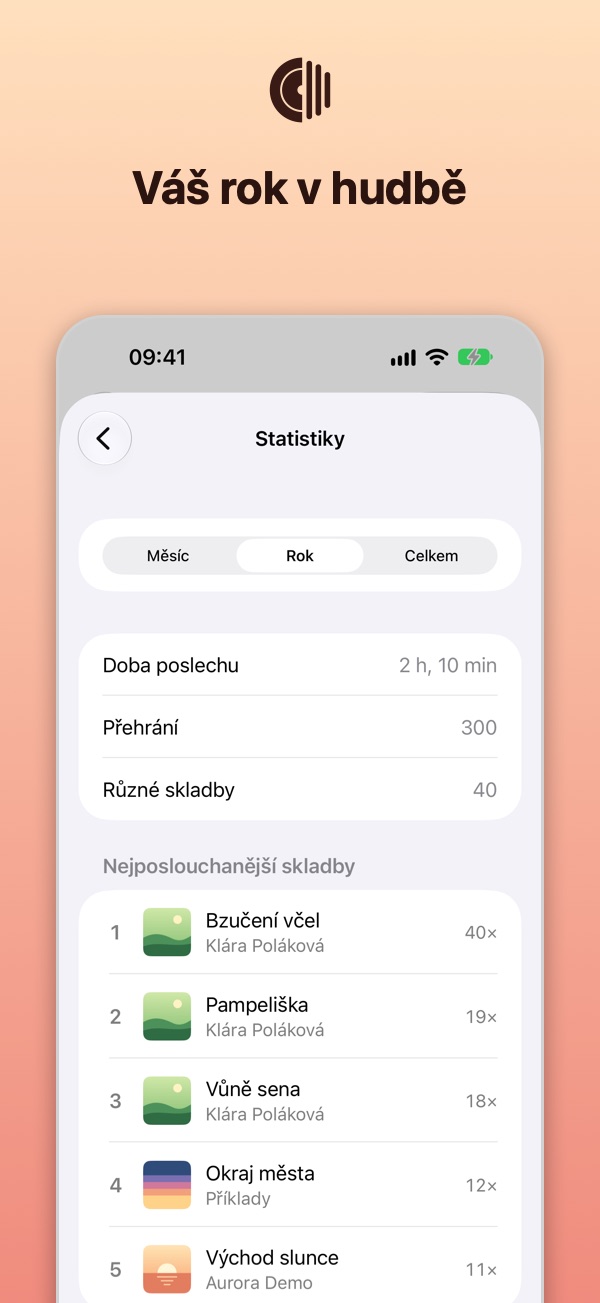 Váš rok v hudbě
09:41
Statistiky
Měsíc Rok Celkem
Doba poslechu 2 h, 10 min
Přehrání 300
Různé skladby 40
Nejposlouchanější skladby
1 Bzučení včel 40×
Klára Poláková
2 Pampeliška 19×
Klára Poláková
3 Vůně sena 18×
Klára Poláková
4 Okraj města 12×
Příklady
5 Východ slunce 11×
Aurora Demo